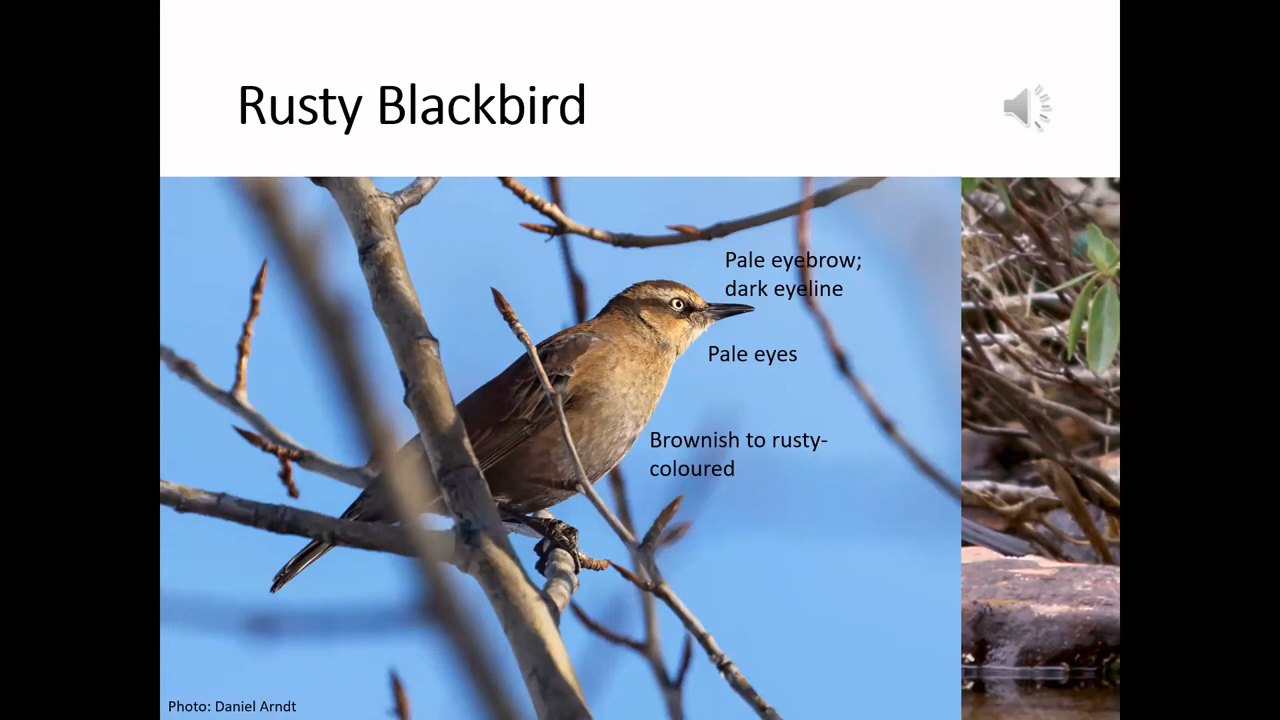 Rusty Blackbird
Pale eyebrow;
dark eyeline
Pale eyes
Brownish to rusty-
coloured
Photo: Daniel Arndt